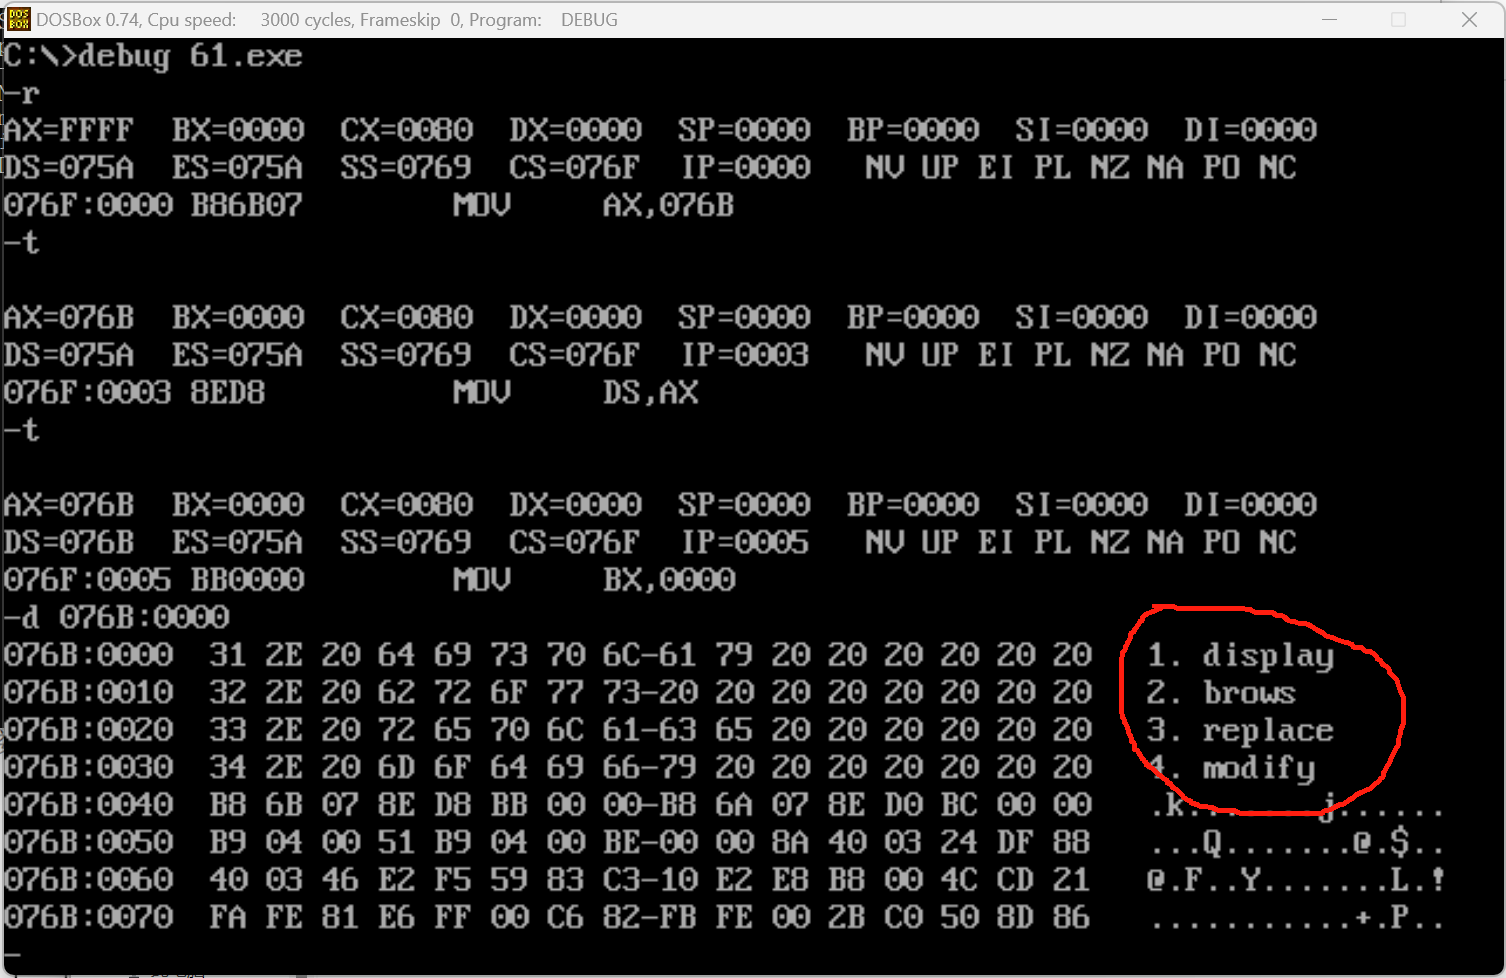 DOSBox 0.74, Cpu speed: 3000 cycles, Frameskip 0, Program: DEBUG
C:\>debug 61.exe
-r
AX=FFFF BX=0000 CX=0080 DX=0000 SP=0000 BP=0000 SI=0000 DI=0000
DS=075A ES=075A SS=0769 CS=076F IP=0000 NV UP EI PL NZ NA PO NC
076F:0000 B86B07 MOV AX,076B
-t
AX=076B BX=0000 CX=0080 DX=0000 SP=0000 BP=0000 SI=0000 DI=0000
DS=075A ES=075A SS=0769 CS=076F IP=0003 NV UP EI PL NZ NA PO NC
076F:0003 8ED8 MOV DS,AX
-t
AX=076B BX=0000 CX=0080 DX=0000 SP=0000 BP=0000 SI=0000 DI=0000
DS=076B ES=075A SS=0769 CS=076F IP=0005 NV UP EI PL NZ NA PO NC
076F:0005 BB0000 MOV BX,0000
-d 076B:0000
076B:0000 31 2E 20 64 69 73 70 6C-61 79 20 20 20 20 20 20 1. display
076B:0010 32 2E 20 62 72 6F 77 73-20 20 20 20 20 20 20 20 2. brows
076B:0020 33 2E 20 72 65 70 6C 61-63 65 20 20 20 20 20 20 3. replace
076B:0030 34 2E 20 6D 6F 64 69 66-79 20 20 20 20 20 20 20 4. modify
076B:0040 B8 6B 07 8E D8 BB 00 00-B8 6A 07 8E D0 BC 00 00 .k.......j......
076B:0050 B9 04 00 51 B9 04 00 BE-00 00 8A 40 03 24 DF 88 ...Q.......@.$..
076B:0060 40 03 46 E2 F5 59 83 C3-10 E2 E8 B8 00 4C CD 21 @.F..Y.......L.!
076B:0070 FA FE 81 E6 FF 00 C6 82-FB FE 00 2B C0 50 8D 86 ...........+.P..
-